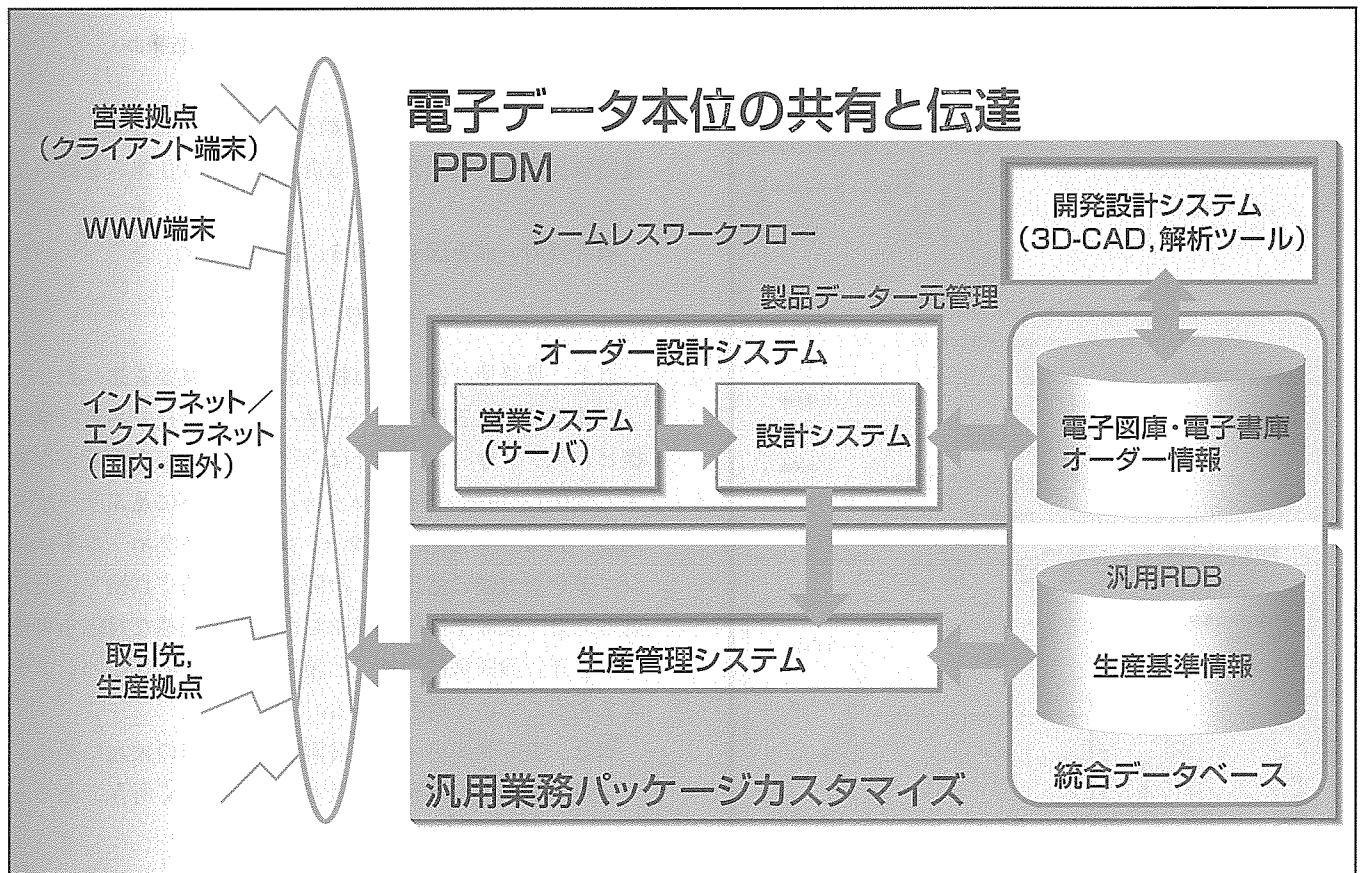 電子データ本位の共有と伝達
営業拠点
（クライアント端末）
WWW端末
イントラネット／
エクストラネット
（国内・国外）
取引先，
生産拠点
PPDM
シームレスワークフロー
製品データ一元管理
開発設計システム
（3D-CAD，解析ツール）
オーダー設計システム
営業システム
（サーバ）
設計システム
電子図庫・電子書庫
オーダー情報
汎用RDB
生産管理システム
生産基準情報
統合データベース
汎用業務パッケージカスタマイズ